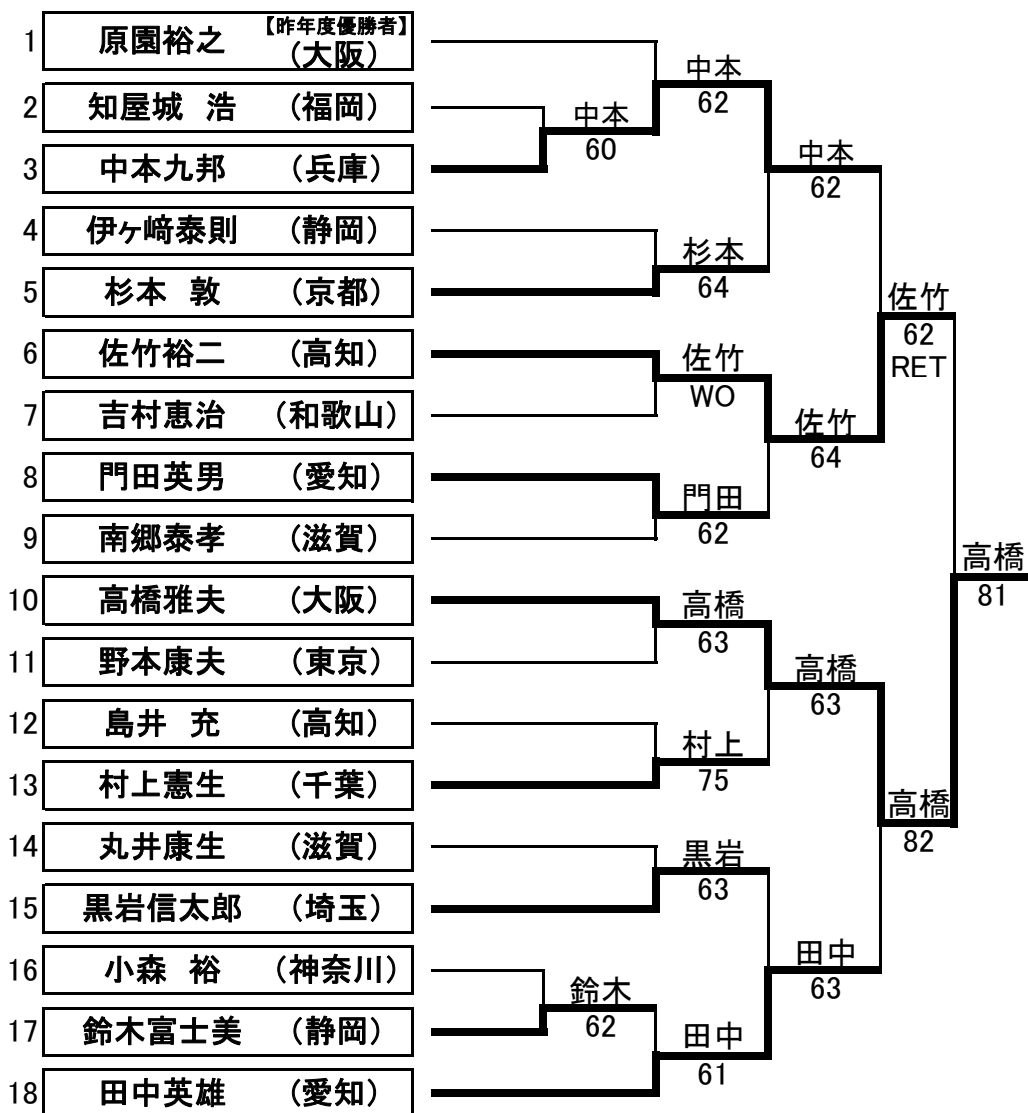 1 原園裕之 【昨年度優勝者】 (大阪)
2 知屋城 浩 (福岡)
3 中本九邦 (兵庫)
4 伊ヶ﨑泰則 (静岡)
5 杉本 敦 (京都)
6 佐竹裕二 (高知)
7 吉村恵治 (和歌山)
8 門田英男 (愛知)
9 南郷泰孝 (滋賀)
10 高橋雅夫 (大阪)
11 野本康夫 (東京)
12 島井 充 (高知)
13 村上憲生 (千葉)
14 丸井康生 (滋賀)
15 黒岩信太郎 (埼玉)
16 小森 裕 (神奈川)
17 鈴木富士美 (静岡)
18 田中英雄 (愛知)
中本
60
鈴木
62
中本
62
杉本
64
佐竹
WO
門田
62
高橋
63
村上
75
黒岩
63
田中
61
中本
62
佐竹
64
高橋
63
田中
63
佐竹
62
RET
高橋
82
高橋
81